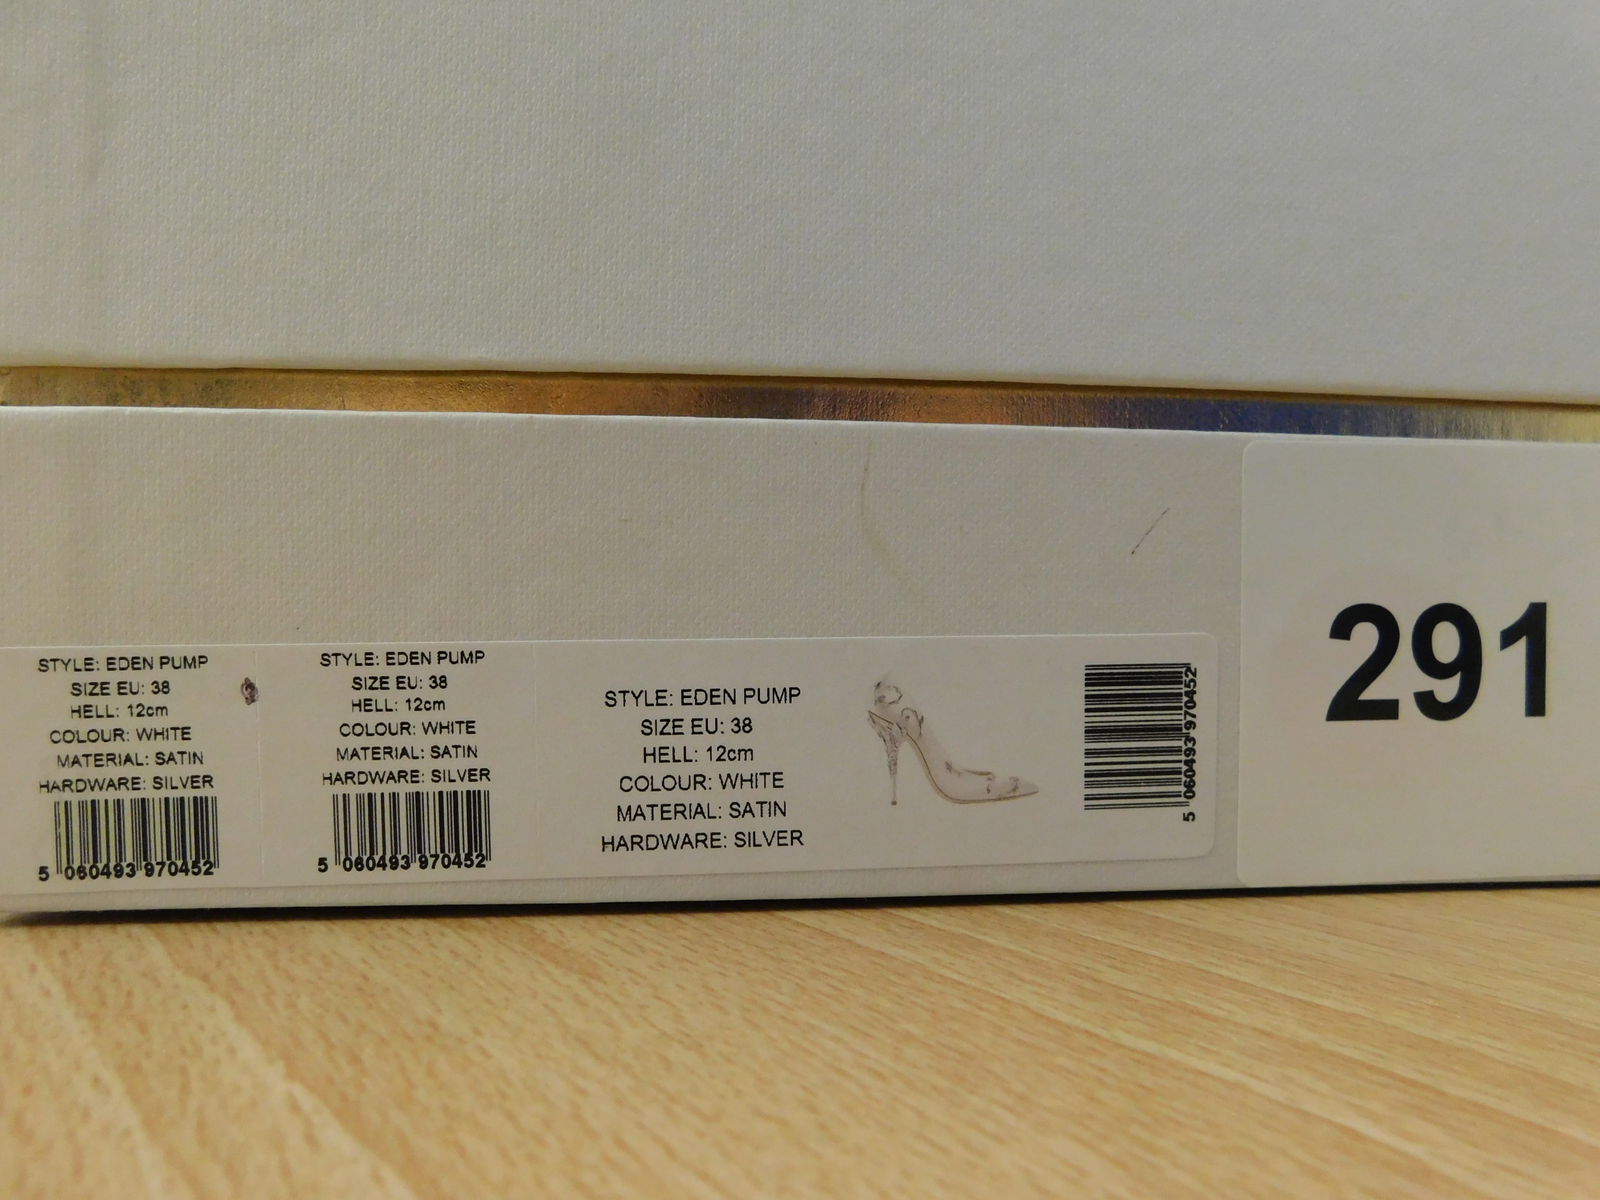 STYLE: EDEN PUMP
SIZE EU: 38
HELL: 12cm
COLOUR: WHITE
MATERIAL: SATIN
HARDWARE: SILVER
5 060493 970452
STYLE: EDEN PUMP
SIZE EU: 38
HELL: 12cm
COLOUR: WHITE
MATERIAL: SATIN
HARDWARE: SILVER
5 060493 970452
STYLE: EDEN PUMP
SIZE EU: 38
HELL: 12cm
COLOUR: WHITE
MATERIAL: SATIN
HARDWARE: SILVER
5 060493 970452
291